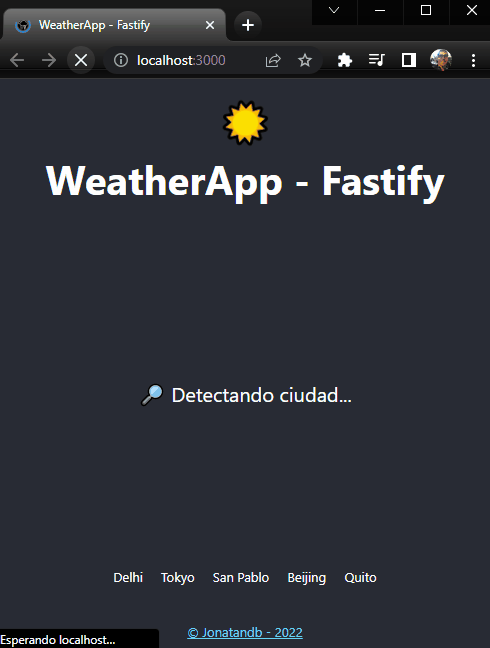 WeatherApp - Fastify
localhost:3000
WeatherApp - Fastify
Detectando ciudad...
Delhi Tokyo San Pablo Beijing Quito
© Jonatandb - 2022
Esperando localhost...